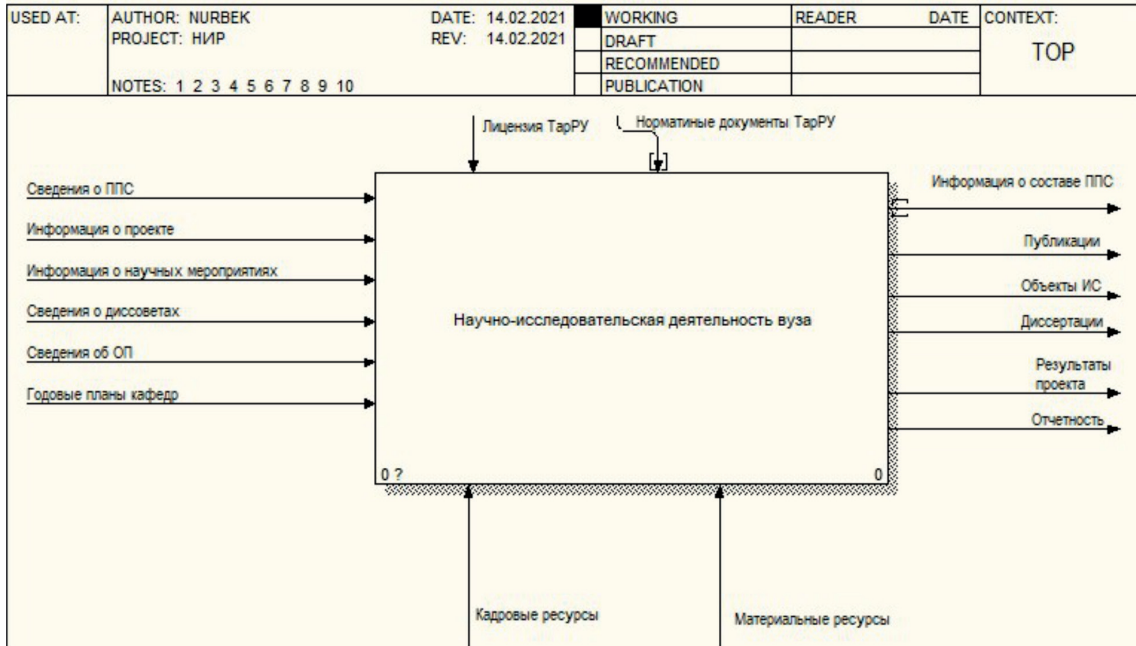 USED AT:
AUTHOR: NURBEK
DATE: 14.02.2021
WORKING
READER
DATE
CONTEXT:
PROJECT: НИР
REV: 14.02.2021
DRAFT
TOP
RECOMMENDED
NOTES: 1 2 3 4 5 6 7 8 9 10
PUBLICATION
Лицензия ТарРУ
Норматиные документы ТарРУ
Сведения о ППС
Информация о проекте
Информация о научных мероприятиях
Сведения о диссоветах
Сведения об ОП
Годовые планы кафедр
Научно-исследовательская деятельность вуза
0 ?
0
Информация о составе ППС
Публикации
Объекты ИС
Диссертации
Результаты
проекта
Отчетность
Кадровые ресурсы
Материальные ресурсы